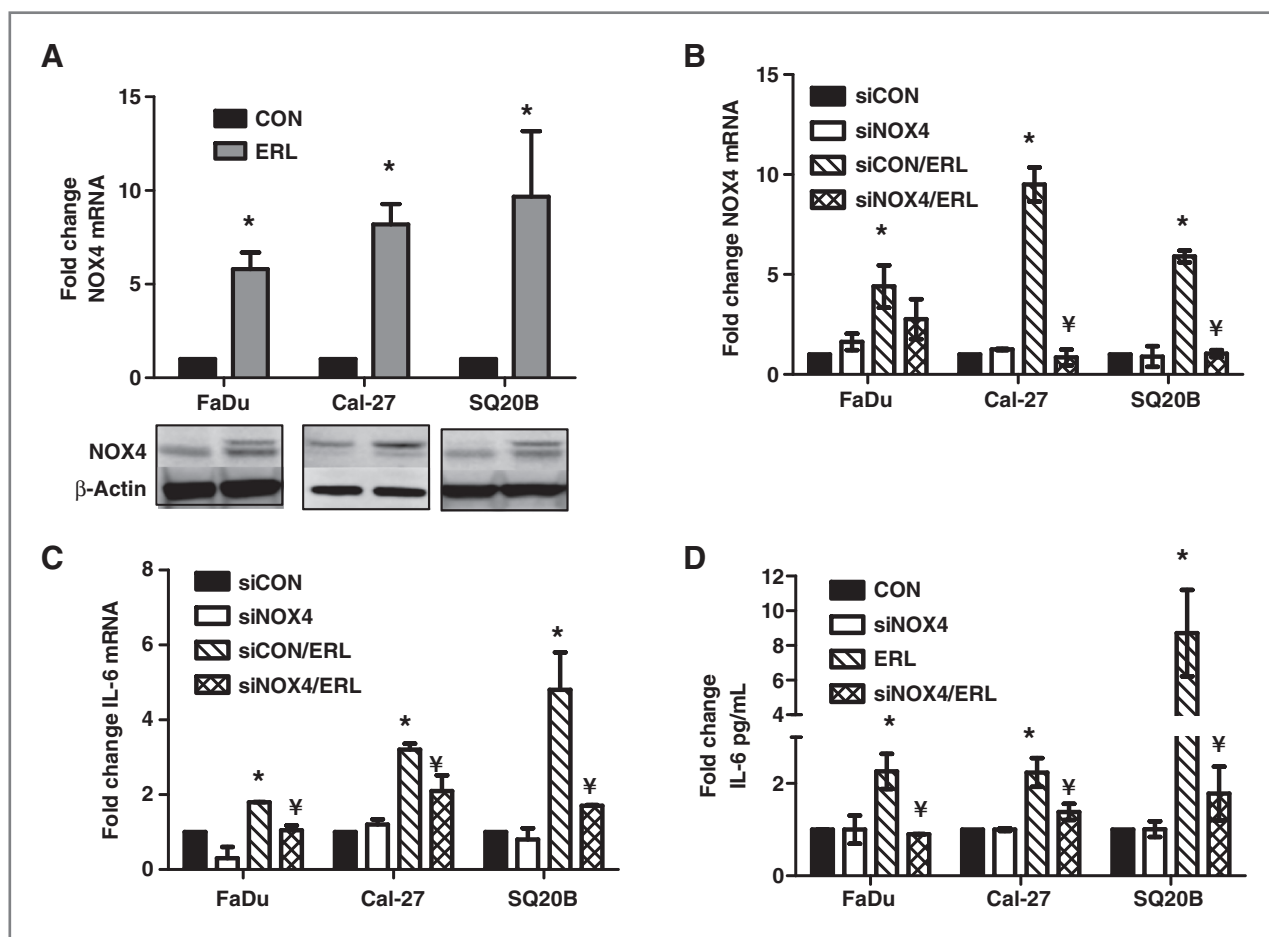 A
Fold change
NOX4 mRNA
15
10
5
0
CON
ERL
*
*
*
FaDu
Cal-27
SQ20B
NOX4
β-Actin
B
Fold change NOX4 mRNA
15
10
5
0
siCON
siNOX4
siCON/ERL
siNOX4/ERL
*
*
¥
*
¥
FaDu
Cal-27
SQ20B
C
Fold change IL-6 mRNA
8
6
4
2
0
siCON
siNOX4
siCON/ERL
siNOX4/ERL
*
¥
*
¥
*
¥
FaDu
Cal-27
SQ20B
D
Fold change
IL-6 pg/mL
12
10
8
6
4
2
0
CON
siNOX4
ERL
siNOX4/ERL
*
¥
*
¥
*
¥
FaDu
Cal-27
SQ20B